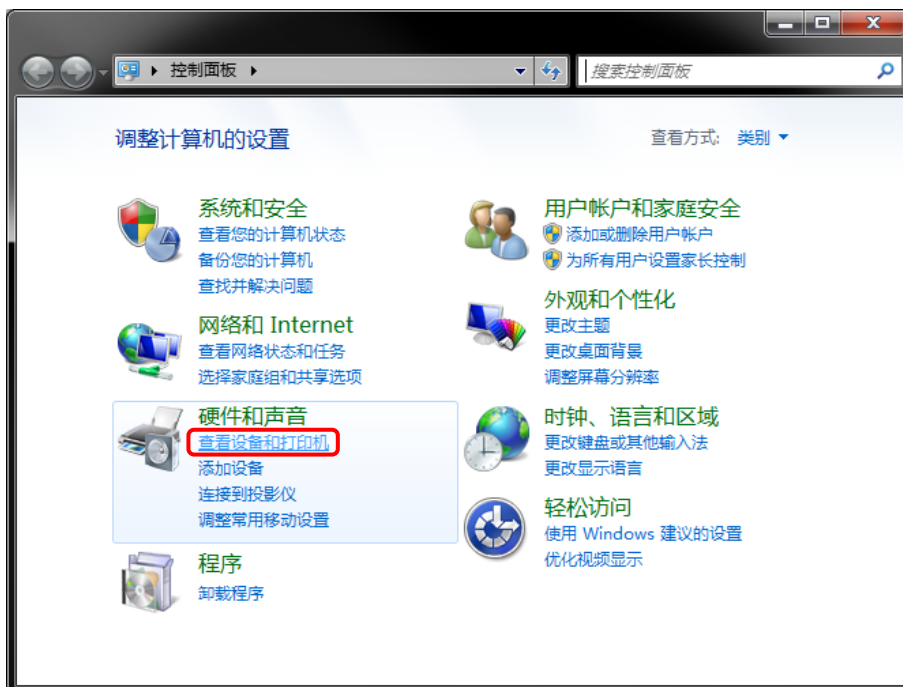 控制面板
搜索控制面板
调整计算机的设置
查看方式: 类别
系统和安全
查看您的计算机状态
备份您的计算机
查找并解决问题
网络和 Internet
查看网络状态和任务
选择家庭组和共享选项
硬件和声音
查看设备和打印机
添加设备
连接到投影仪
调整常用移动设置
程序
卸载程序
用户帐户和家庭安全
添加或删除用户帐户
为所有用户设置家长控制
外观和个性化
更改主题
更改桌面背景
调整屏幕分辨率
时钟、语言和区域
更改键盘或其他输入法
更改显示语言
轻松访问
使用 Windows 建议的设置
优化视频显示